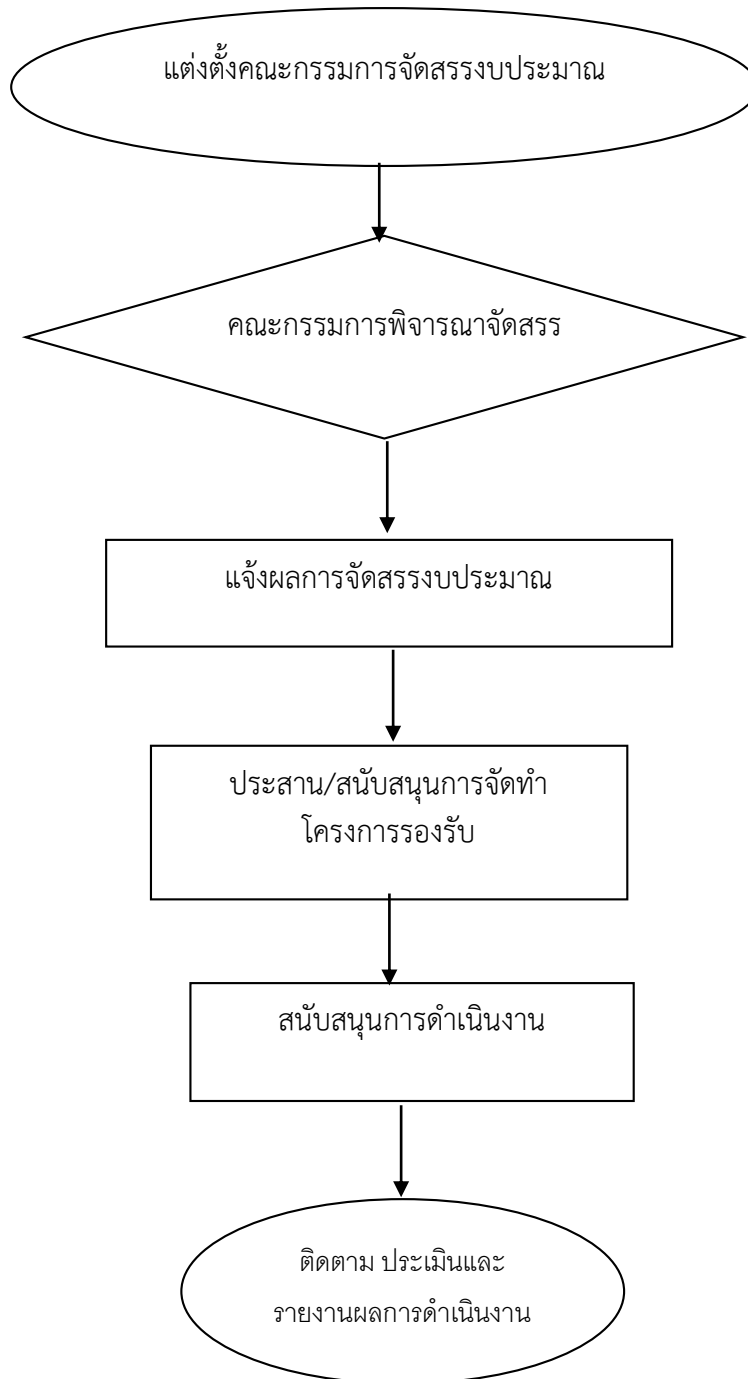 แต่งตั้งคณะกรรมการจัดสรรงบประมาณ
คณะกรรมการพิจารณาจัดสรร
แจ้งผลการจัดสรรงบประมาณ
ประสาน/สนับสนุนการจัดทำ
โครงการรองรับ
สนับสนุนการดำเนินงาน
ติดตาม ประเมินและ
รายงานผลการดำเนินงาน